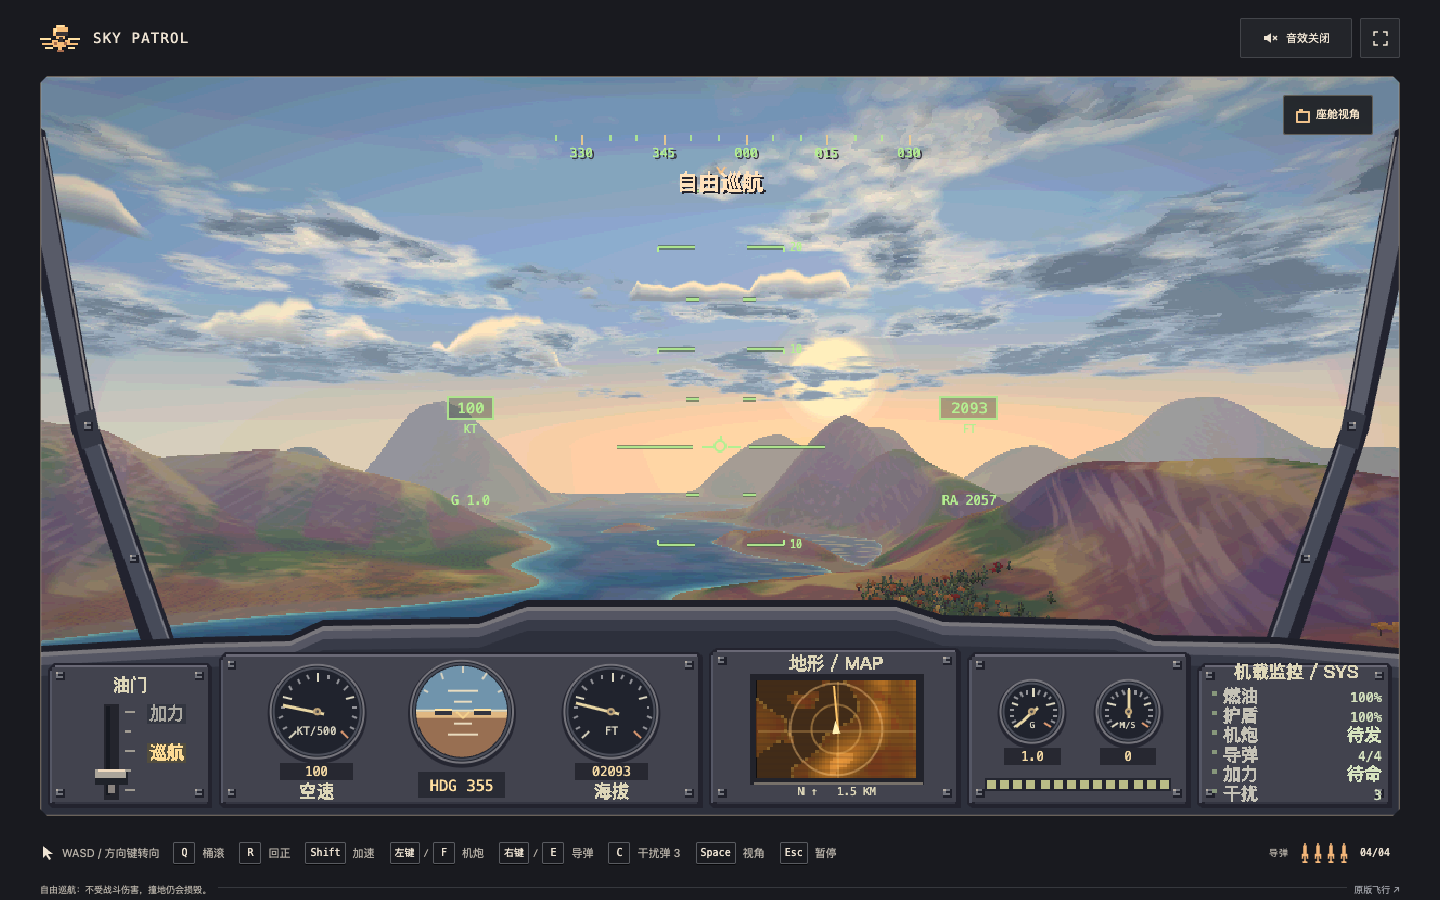 SKY PATROL
音效关闭
座舱视角
330 345 000 015 030
自由巡航
100
KT
2093
FT
G 1.0
RA 2057
10
油门
加力
巡航
KT/500
100
空速
HDG 355
FT
02093
海拔
地形 / MAP
N ↑ 1.5 KM
G
1.0
M/S
0
机载监控 / SYS
燃油 100%
护盾 100%
机炮 待发
导弹 4/4
加力 待命
干扰 3
WASD / 方向键转向 Q 桶滚 R 回正 Shift 加速 左键 / F 机炮 右键 / E 导弹 C 干扰弹 3 Space 视角 Esc 暂停
导弹 04/04
自由巡航：不受战斗伤害，撞地仍会损毁。
原版飞行 ↗